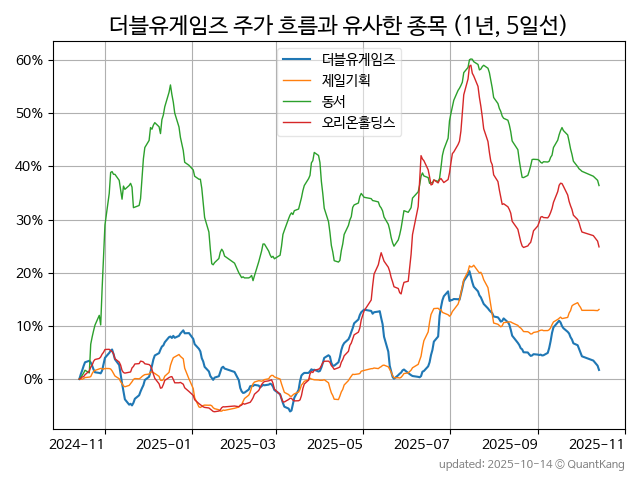 더블유게임즈 주가 흐름과 유사한 종목 (1년, 5일선)
더블유게임즈
제일기획
동서
오리온홀딩스
60%
50%
40%
30%
20%
10%
0%
2024-11 2025-01 2025-03 2025-05 2025-07 2025-09 2025-11
updated: 2025-10-14 © QuantKang